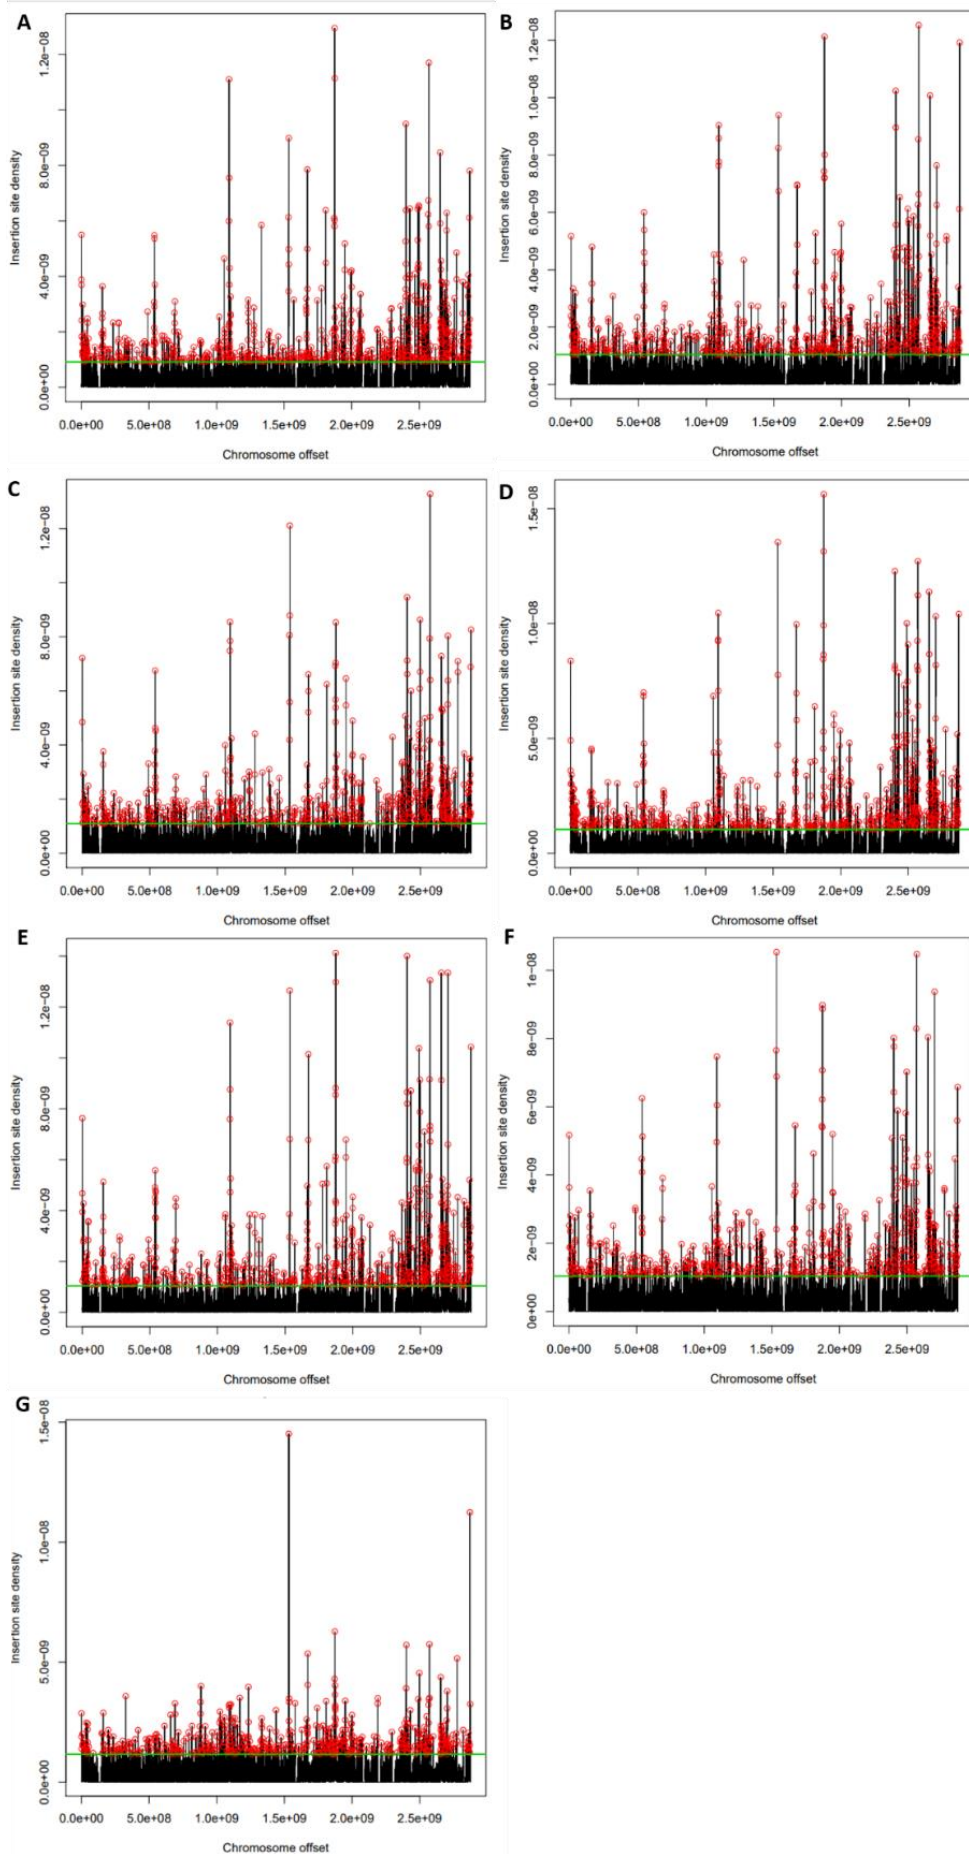 A
Insertion site density
0.0e+00 4.0e-09 8.0e-09 1.2e-08
0.0e+00 5.0e+08 1.0e+09 1.5e+09 2.0e+09 2.5e+09
Chromosome offset
B
Insertion site density
0.0e+00 2.0e-09 4.0e-09 6.0e-09 8.0e-09 1.0e-08 1.2e-08
0.0e+00 5.0e+08 1.0e+09 1.5e+09 2.0e+09 2.5e+09
Chromosome offset
C
Insertion site density
0.0e+00 4.0e-09 8.0e-09 1.2e-08
0.0e+00 5.0e+08 1.0e+09 1.5e+09 2.0e+09 2.5e+09
Chromosome offset
D
Insertion site density
0.0e+00 5.0e-09 1.0e-08 1.5e-08
0.0e+00 5.0e+08 1.0e+09 1.5e+09 2.0e+09 2.5e+09
Chromosome offset
E
Insertion site density
0.0e+00 4.0e-09 8.0e-09 1.2e-08
0.0e+00 5.0e+08 1.0e+09 1.5e+09 2.0e+09 2.5e+09
Chromosome offset
F
Insertion site density
0e+00 2e-09 4e-09 6e-09 8e-09 1e-08
0.0e+00 5.0e+08 1.0e+09 1.5e+09 2.0e+09 2.5e+09
Chromosome offset
G
Insertion site density
0.0e+00 5.0e-09 1.0e-08 1.5e-08
0.0e+00 5.0e+08 1.0e+09 1.5e+09 2.0e+09 2.5e+09
Chromosome offset